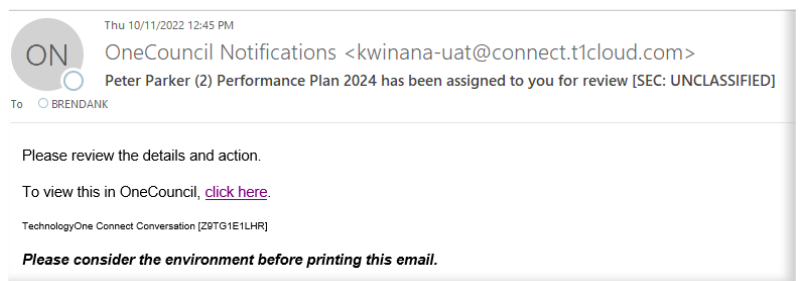 Thu 10/11/2022 12:45 PM
ON
OneCouncil Notifications <kwinana-uat@connect.t1cloud.com>
Peter Parker (2) Performance Plan 2024 has been assigned to you for review [SEC: UNCLASSIFIED]
To BRENDANK
Please review the details and action.
To view this in OneCouncil, click here.
TechnologyOne Connect Conversation [Z9TG1E1LHR]
Please consider the environment before printing this email.